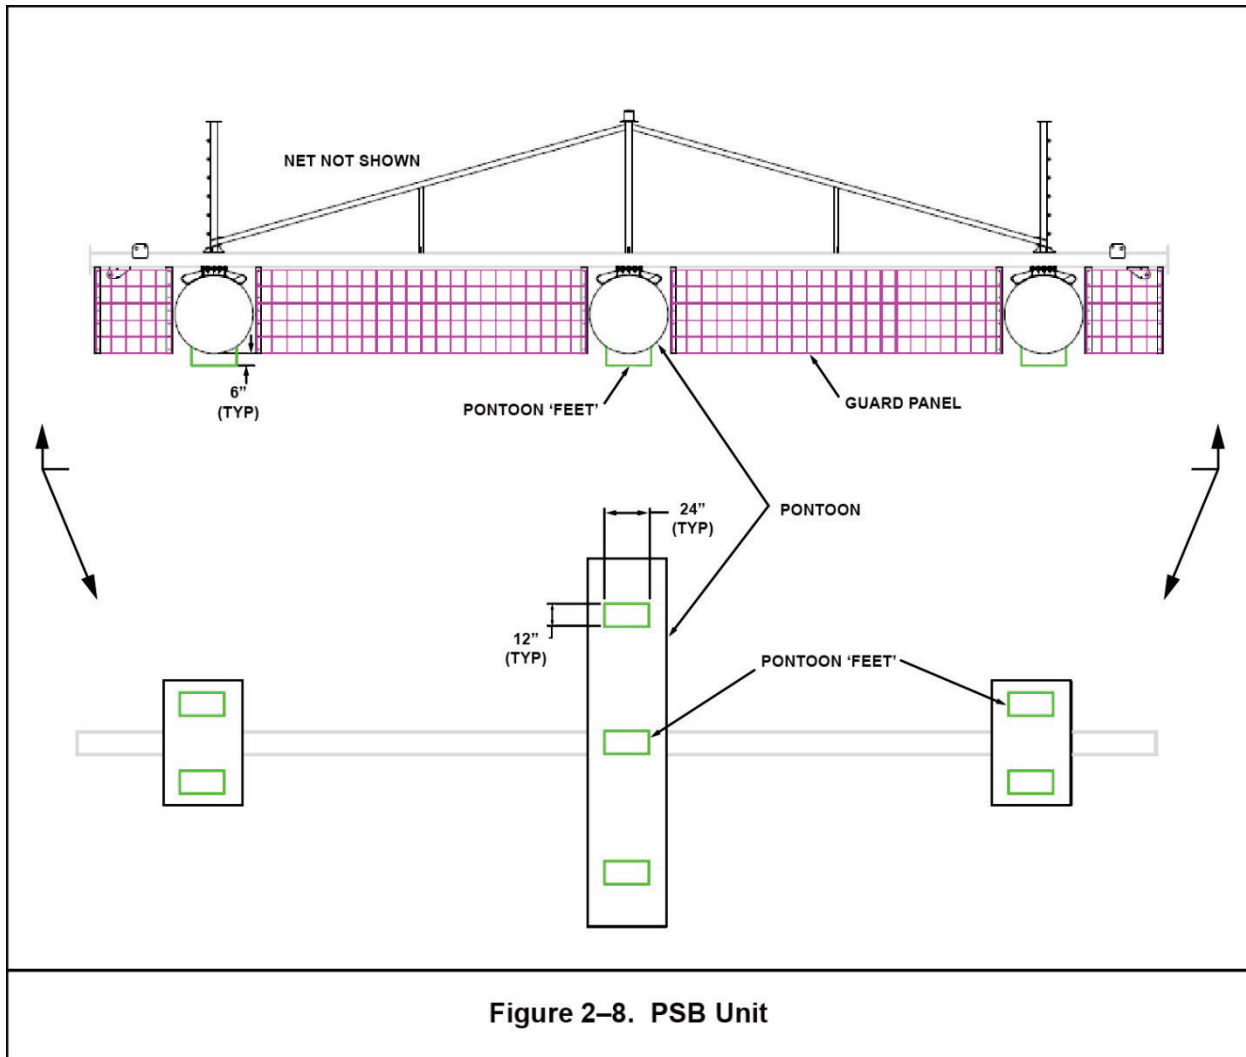 NET NOT SHOWN
6”
(TYP)
PONTOON ‘FEET’
GUARD PANEL
24”
(TYP)
PONTOON
12”
(TYP)
PONTOON ‘FEET’
Figure 2–8. PSB Unit